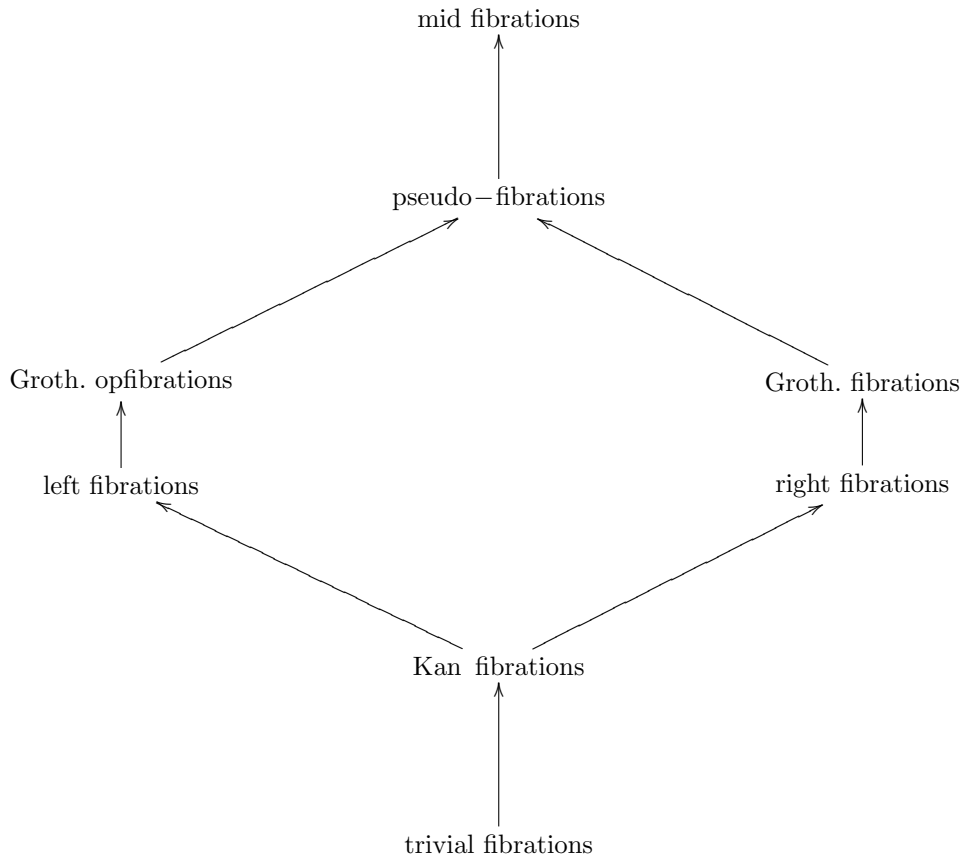 mid fibrations
pseudo−fibrations
Groth. opfibrations
Groth. fibrations
left fibrations
right fibrations
Kan fibrations
trivial fibrations